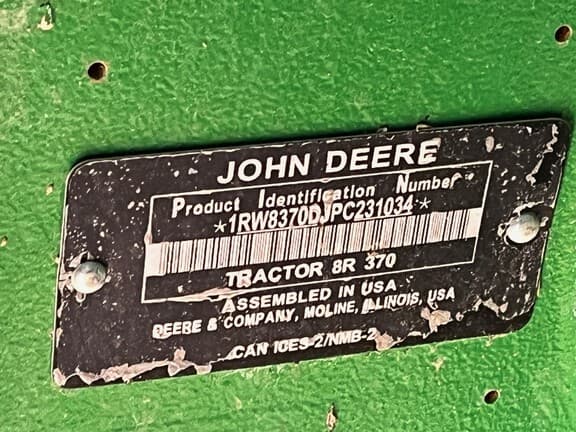 JOHN DEERE
Product Identification Number
*1RW8370DJPC231034*
TRACTOR 8R 370
ASSEMBLED IN USA
DEERE & COMPANY, MOLINE, ILLINOIS, USA
CAN ICES-2/NMB-2